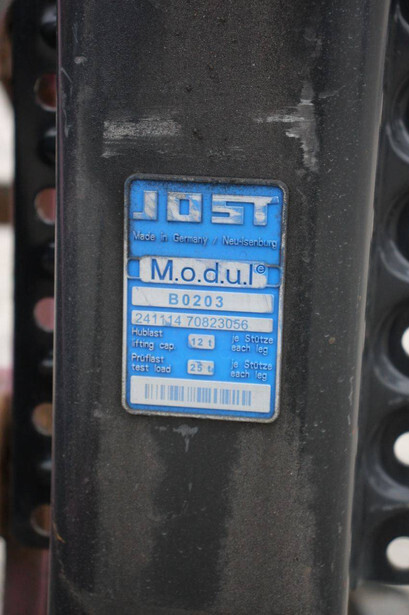 JOST
Made in Germany / Neu-Isenburg
M.o.d.u.l ©
B0203
241114 70823056
Hublast
lifting cap. 12 t je Stütze
each leg
Prüflast
test load 25 t je Stütze
each leg